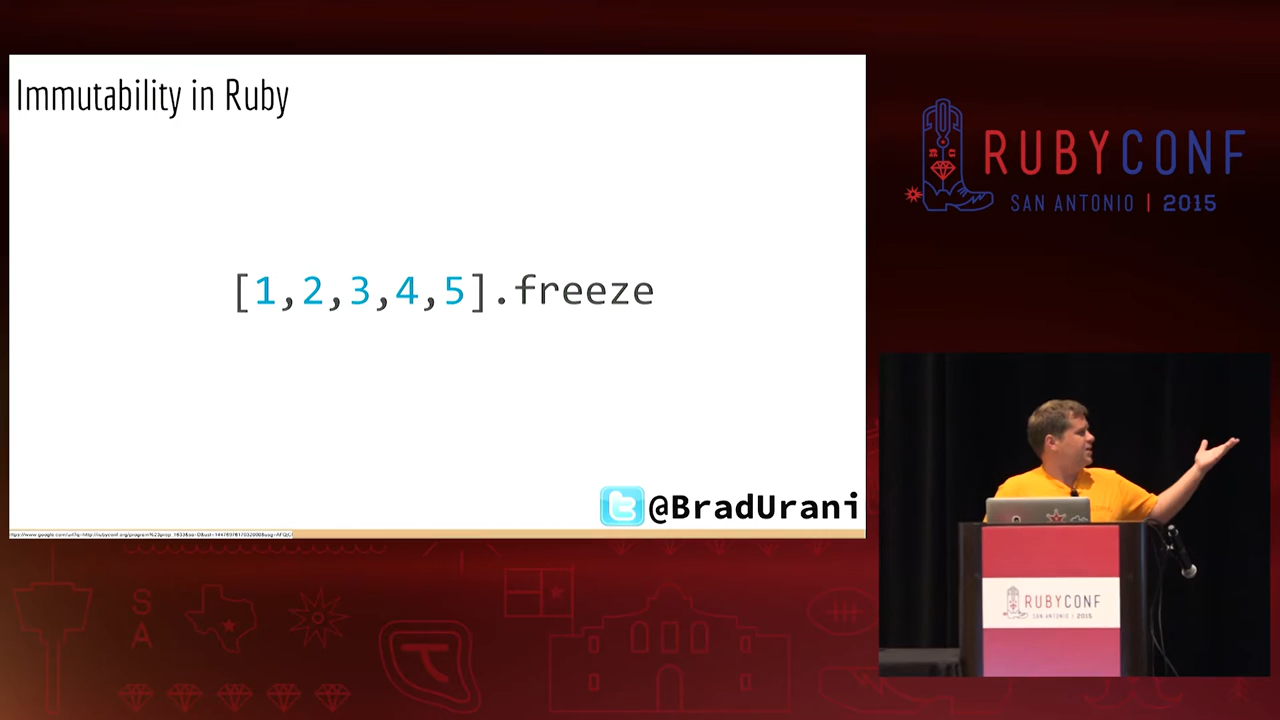 Immutability in Ruby
[1,2,3,4,5].freeze
@BradUrani
RUBYCONF
SAN ANTONIO | 2015
RUBYCONF
SAN ANTONIO | 2015
S
A